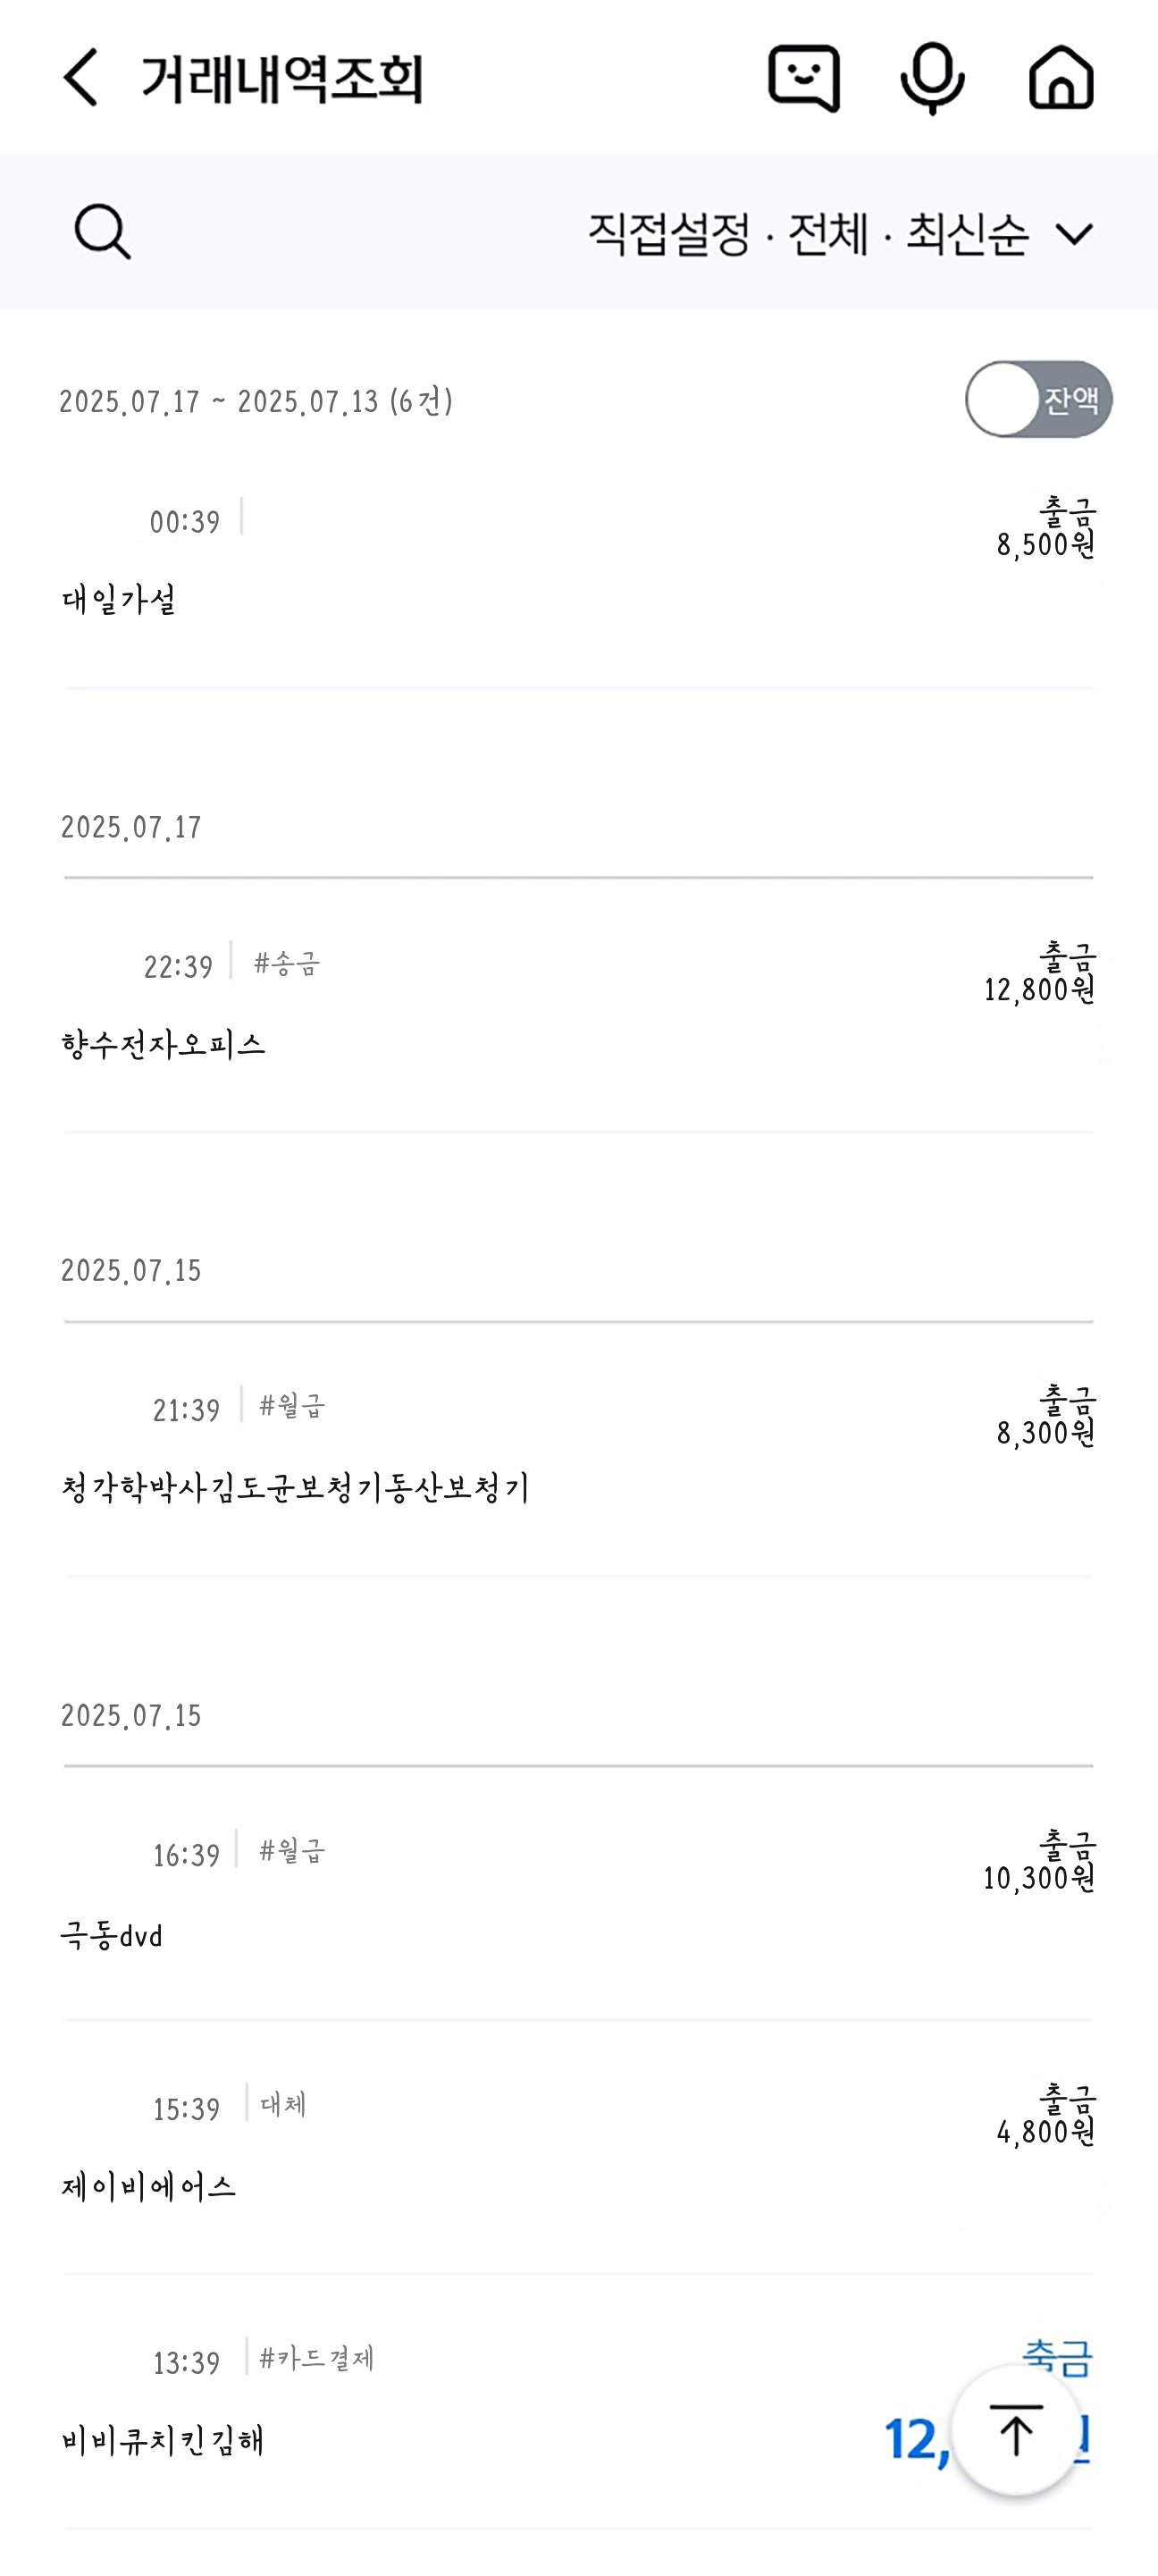 거래내역조회
직접설정 · 전체 · 최신순
2025.07.17 ~ 2025.07.13 (6건)
잔액
00:39
출금
8,500원
대일가설
2025.07.17
22:39 #송금
출금
12,800원
향수전자오피스
2025.07.15
21:39 #월급
출금
8,300원
청각학박사김도균보청기동산보청기
2025.07.15
16:39 #월급
출금
10,300원
극동dvd
15:39 대체
출금
4,800원
제이비에어스
13:39 #카드결제
비비큐치킨김해
12,